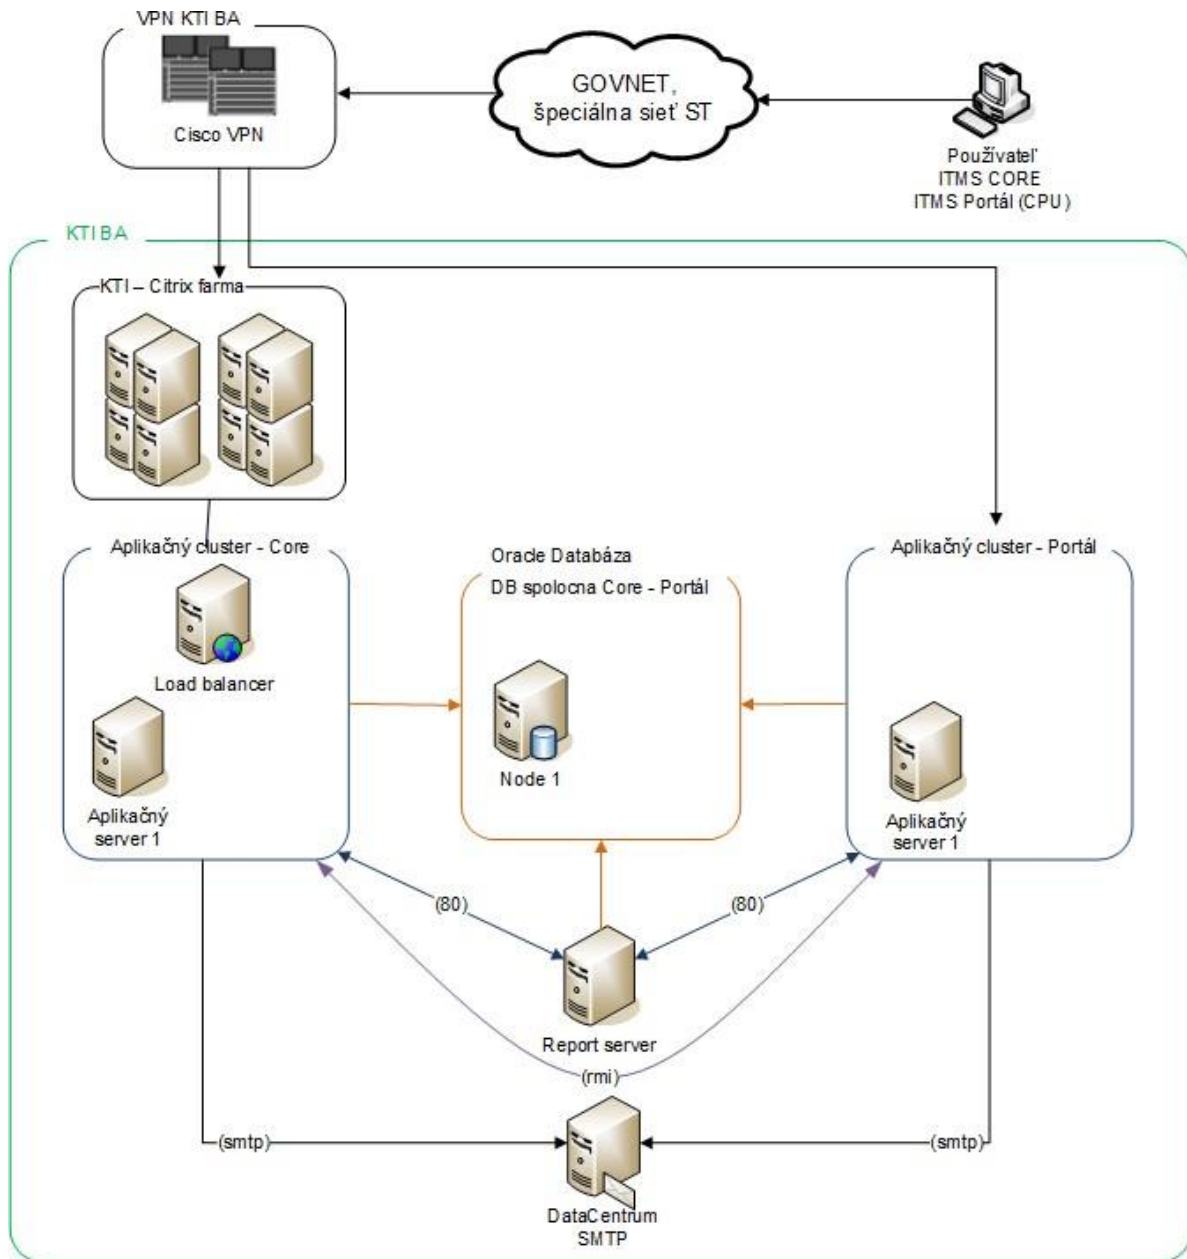 VPN KTI BA
Cisco VPN
GOVNET,
špeciálna sieť ST
Používateľ
ITMS CORE
ITMS Portál (CPU)
KTI BA
KTI – Citrix farma
Aplikačný cluster - Core
Load balancer
Aplikačný
server 1
Oracle Databáza
DB spolocna Core - Portál
Node 1
Aplikačný cluster - Portál
Aplikačný
server 1
(80)
(80)
Report server
(rmi)
(smtp)
(smtp)
DataCentrum
SMTP